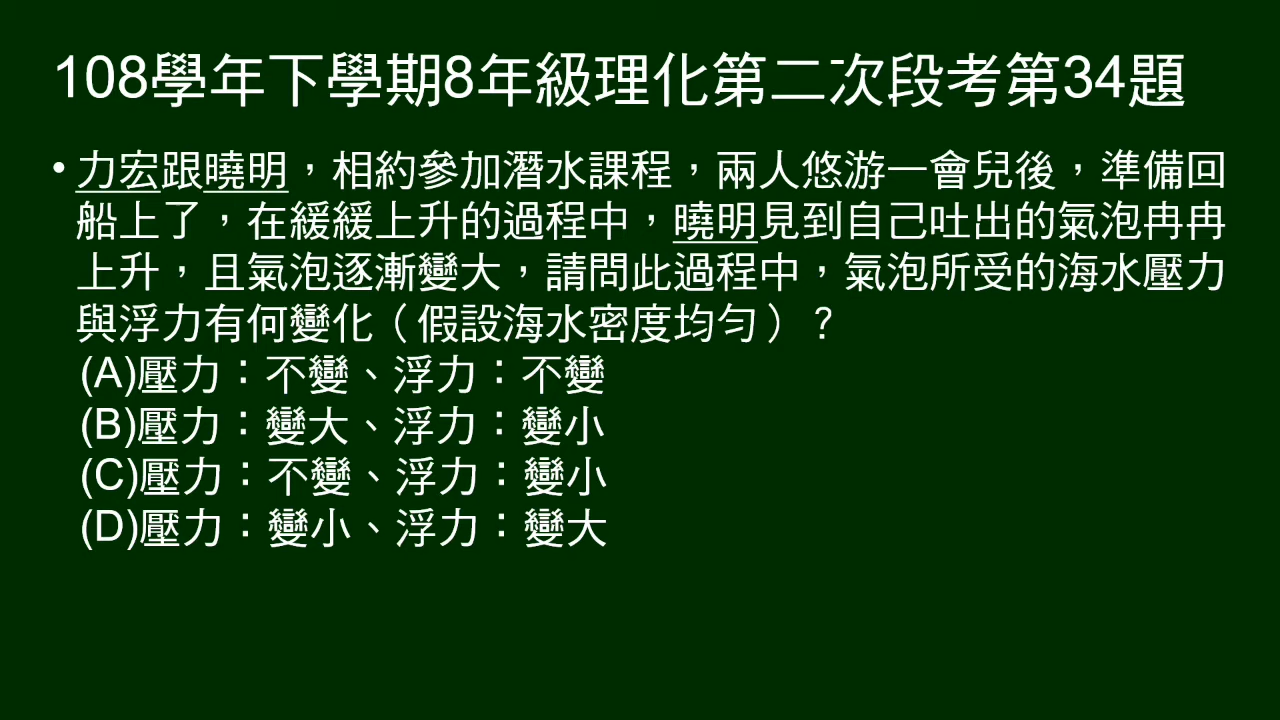 108學年下學期8年級理化第二次段考第34題
• 力宏跟曉明，相約參加潛水課程，兩人悠游一會兒後，準備回
船上了，在緩緩上升的過程中，曉明見到自己吐出的氣泡冉冉
上升，且氣泡逐漸變大，請問此過程中，氣泡所受的海水壓力
與浮力有何變化（假設海水密度均勻）？
(A)壓力：不變、浮力：不變
(B)壓力：變大、浮力：變小
(C)壓力：不變、浮力：變小
(D)壓力：變小、浮力：變大